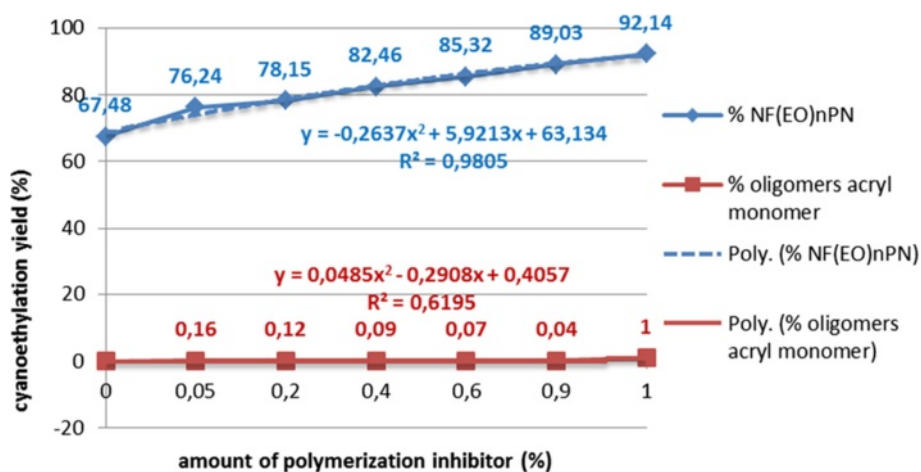 100
92,14
89,03
85,32
82,46
78,15
76,24
80
67,48
% NF(EO)nPN
y = -0,2637x² + 5,9213x + 63,134
R² = 0,9805
60
% oligomers acryl
monomer
40
Poly. (% NF(EO)nPN)
y = 0,0485x² - 0,2908x + 0,4057
R² = 0,6195
20
Poly. (% oligomers
acryl monomer)
0,16 0,12 0,09 0,07 0,04 1
0
0 0,05 0,2 0,4 0,6 0,9 1
-20
cyanoethylation yield (%)
amount of polymerization inhibitor (%)